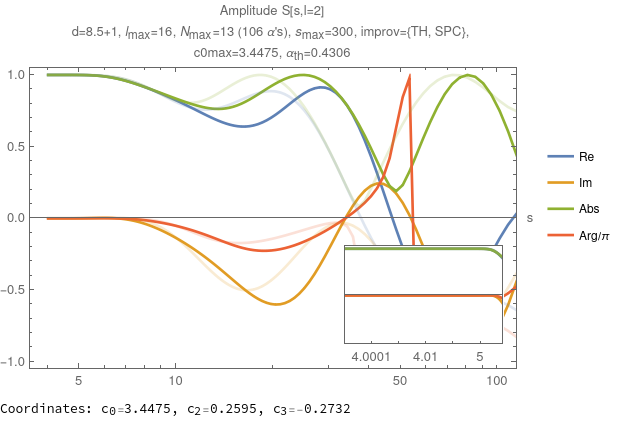 Amplitude S[s,l=2]
d=8.5+1, lmax=16, Nmax=13 (106 α's), smax=300, improv={TH, SPC},
c0max=3.4475, αth=0.4306
1.0
0.5
0.0
-0.5
-1.0
5
10
50
100
s
4.0001
4.01
5
Re
Im
Abs
Arg/π
Coordinates: c0=3.4475, c2=0.2595, c3=-0.2732